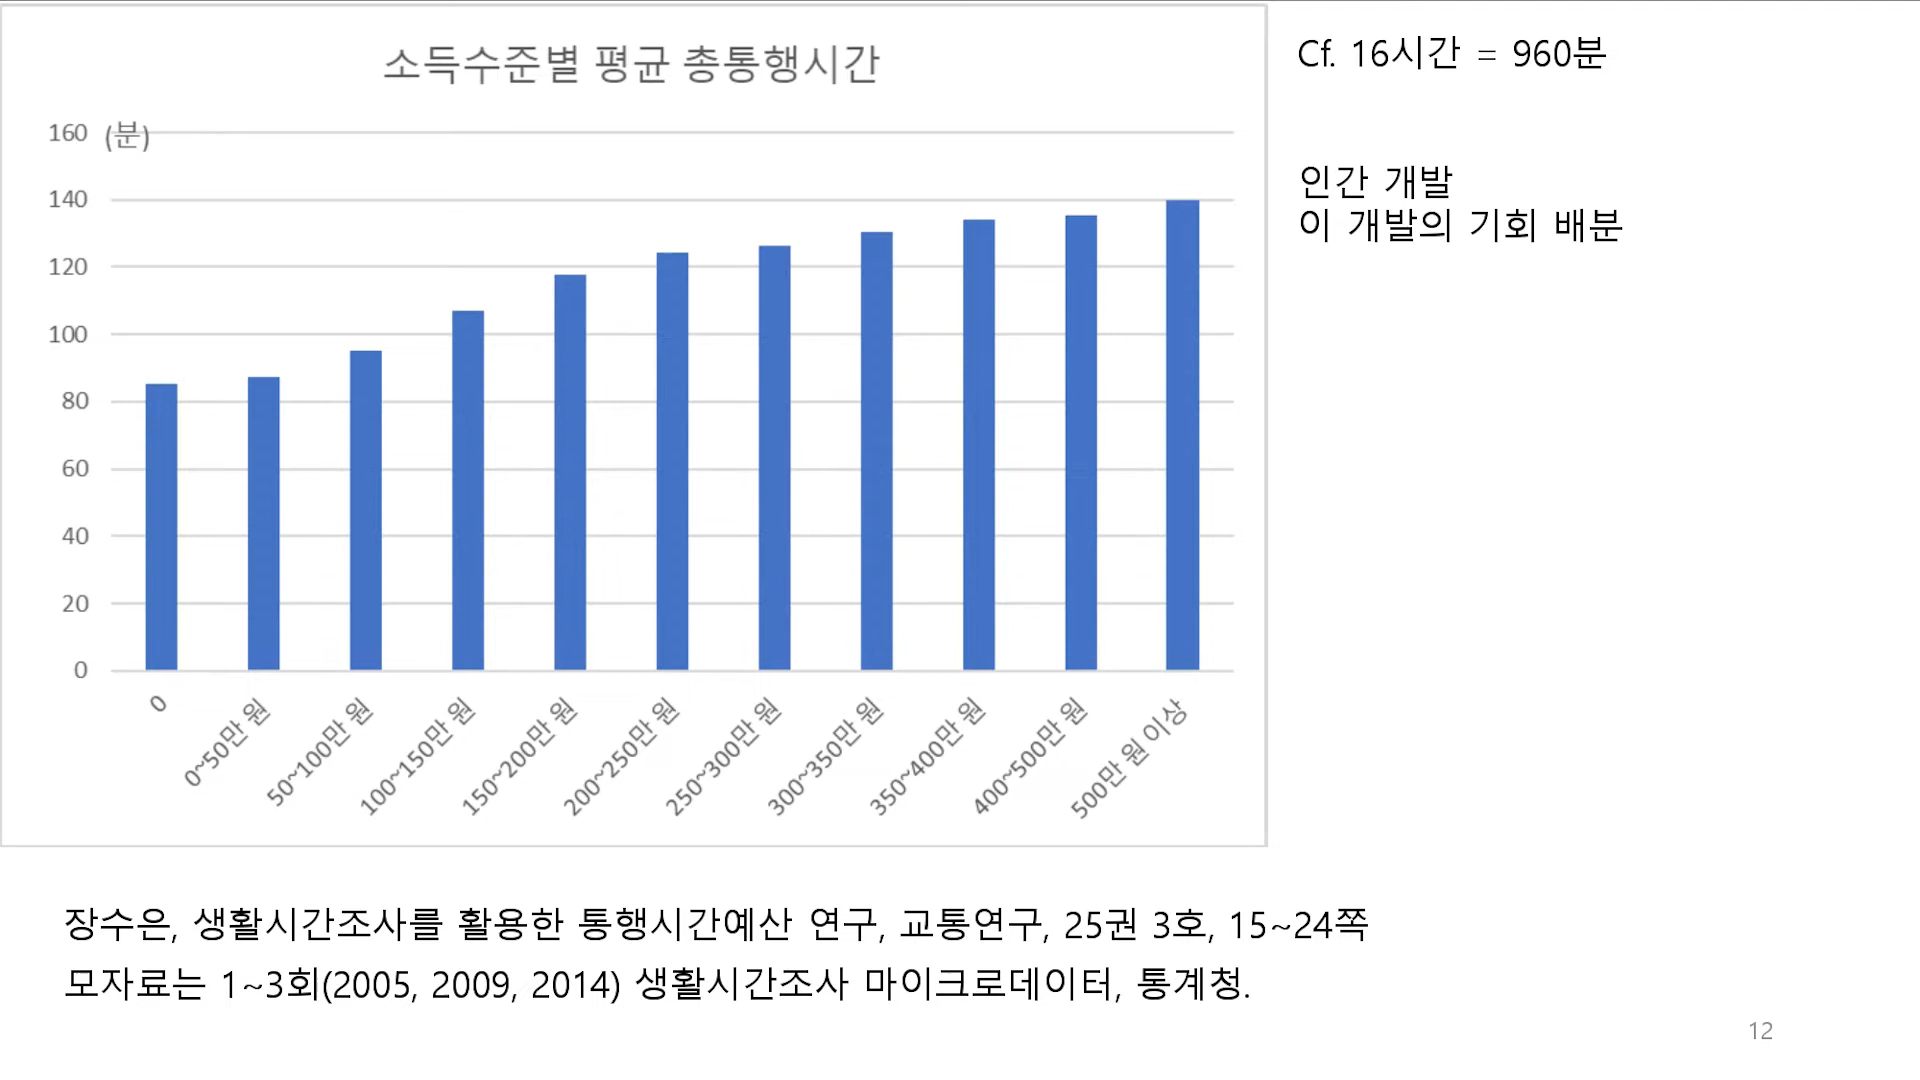 소득수준별 평균 총통행시간
160 (분)
140
120
100
80
60
40
20
0
0
0~50만 원
50~100만 원
100~150만 원
150~200만 원
200~250만 원
250~300만 원
300~350만 원
350~400만 원
400~500만 원
500만 원 이상
Cf. 16시간 = 960분
인간 개발
이 개발의 기회 배분
장수은, 생활시간조사를 활용한 통행시간예산 연구, 교통연구, 25권 3호, 15~24쪽
모자료는 1~3회(2005, 2009, 2014) 생활시간조사 마이크로데이터, 통계청.
12